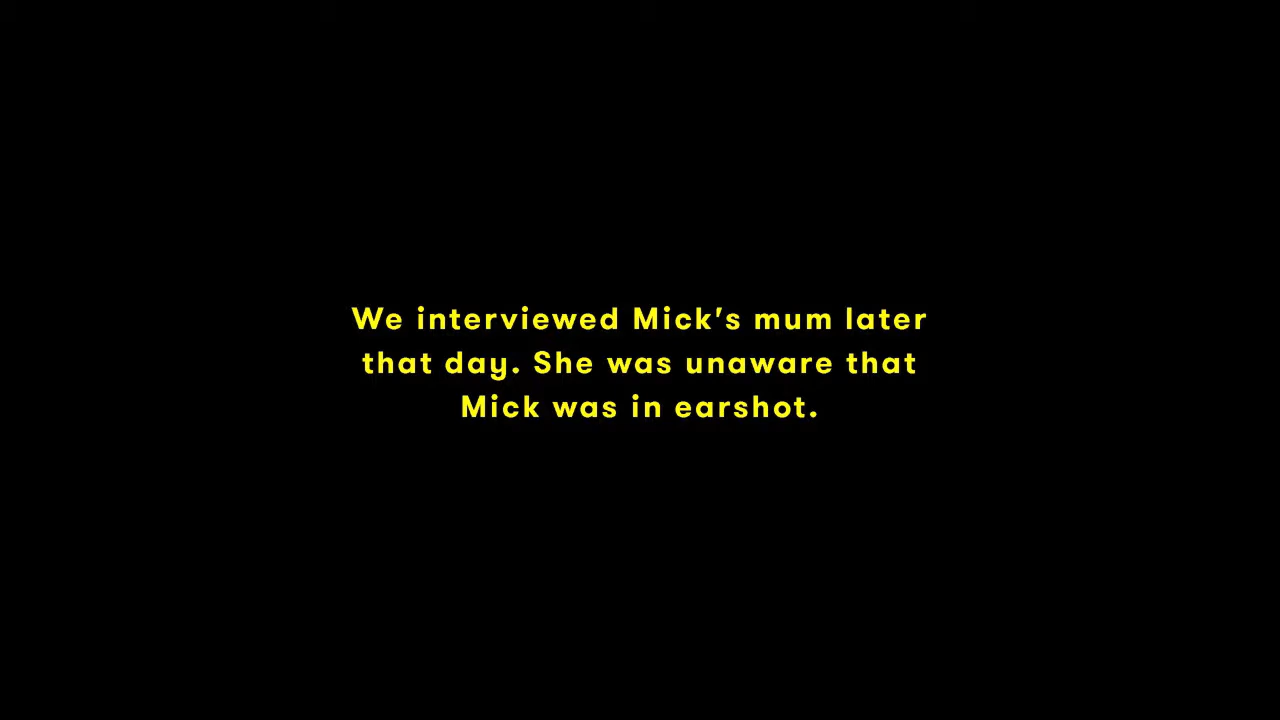 We interviewed Mick's mum later
that day. She was unaware that
Mick was in earshot.